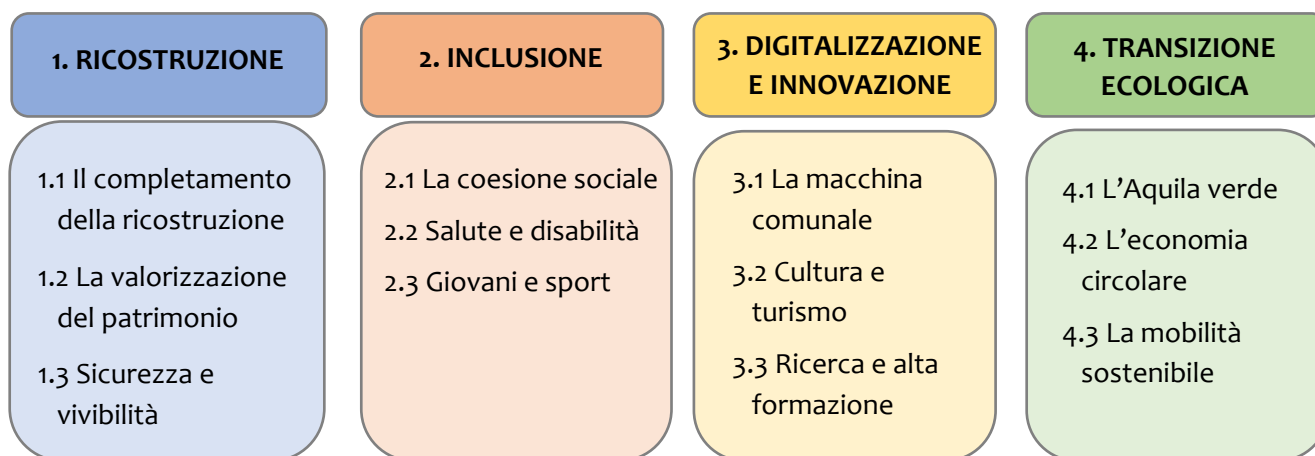 1. RICOSTRUZIONE
1.1 Il completamento
della ricostruzione
1.2 La valorizzazione
del patrimonio
1.3 Sicurezza e
vivibilità
2. INCLUSIONE
2.1 La coesione sociale
2.2 Salute e disabilità
2.3 Giovani e sport
3. DIGITALIZZAZIONE
E INNOVAZIONE
3.1 La macchina
comunale
3.2 Cultura e
turismo
3.3 Ricerca e alta
formazione
4. TRANSIZIONE
ECOLOGICA
4.1 L’Aquila verde
4.2 L’economia
circolare
4.3 La mobilità
sostenibile